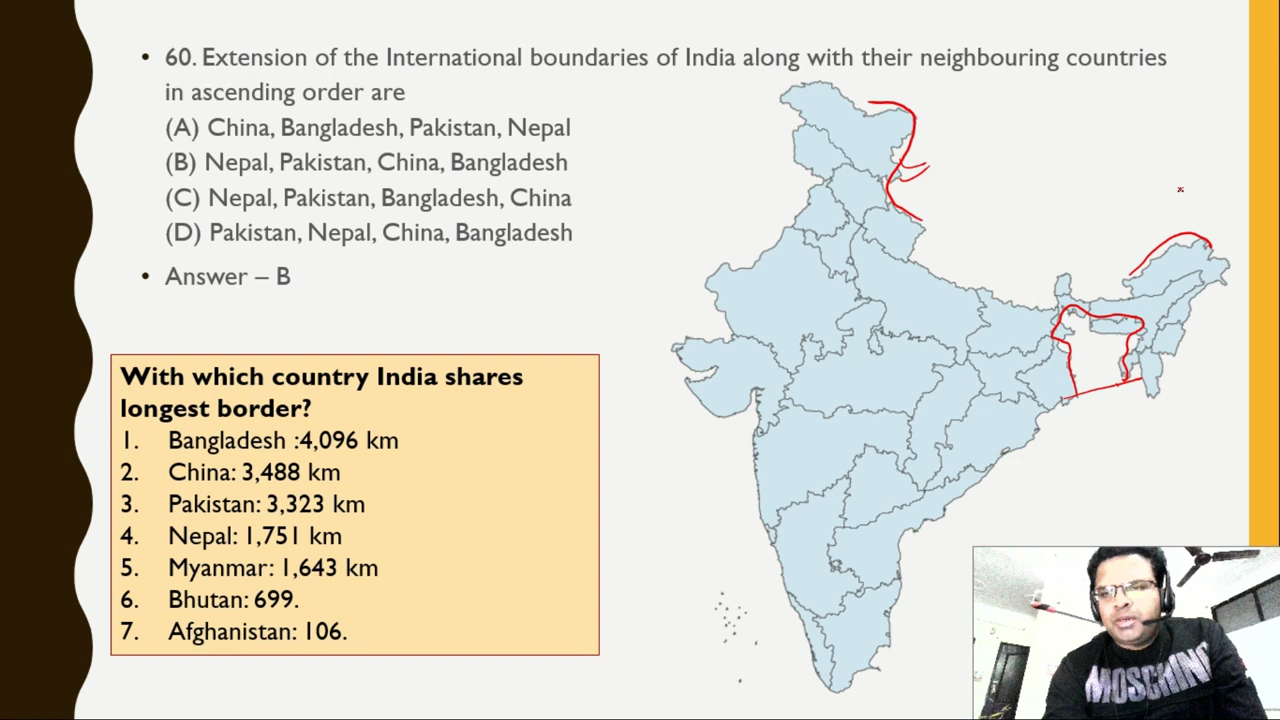 • 60. Extension of the International boundaries of India along with their neighbouring countries
in ascending order are
(A) China, Bangladesh, Pakistan, Nepal
(B) Nepal, Pakistan, China, Bangladesh
(C) Nepal, Pakistan, Bangladesh, China
(D) Pakistan, Nepal, China, Bangladesh
• Answer – B
With which country India shares
longest border?
1. Bangladesh :4,096 km
2. China: 3,488 km
3. Pakistan: 3,323 km
4. Nepal: 1,751 km
5. Myanmar: 1,643 km
6. Bhutan: 699.
7. Afghanistan: 106.
MOSCHINO